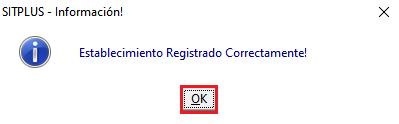 SITPLUS - Información!
Establecimiento Registrado Correctamente!
OK